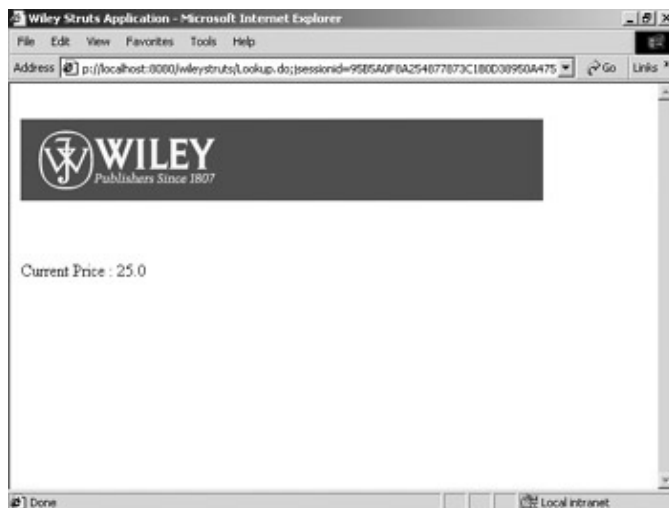 Wiley Struts Application - Microsoft Internet Explorer
File Edit View Favorites Tools Help
Address p://localhost:8080/wileystruts/Lookup.do;jsessionid= Go Links »
WILEY
Publishers Since 1807
Current Price : 25.0
Done Local intranet